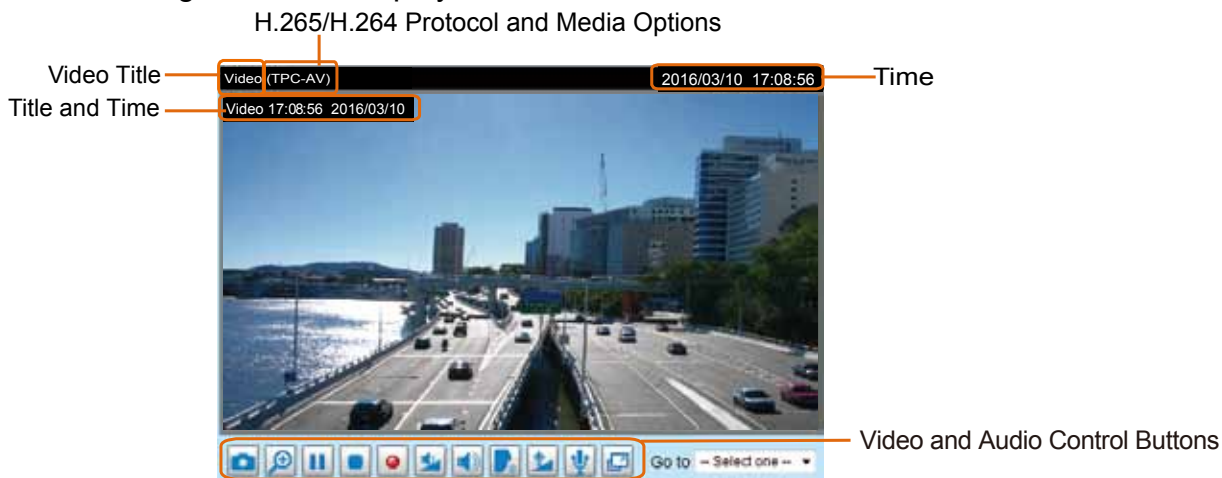 H.265/H.264 Protocol and Media Options
Video Title
Video (TPC-AV)
2016/03/10 17:08:56
Time
Title and Time
Video 17:08:56 2016/03/10
Go to
-- Select one --
Video and Audio Control Buttons